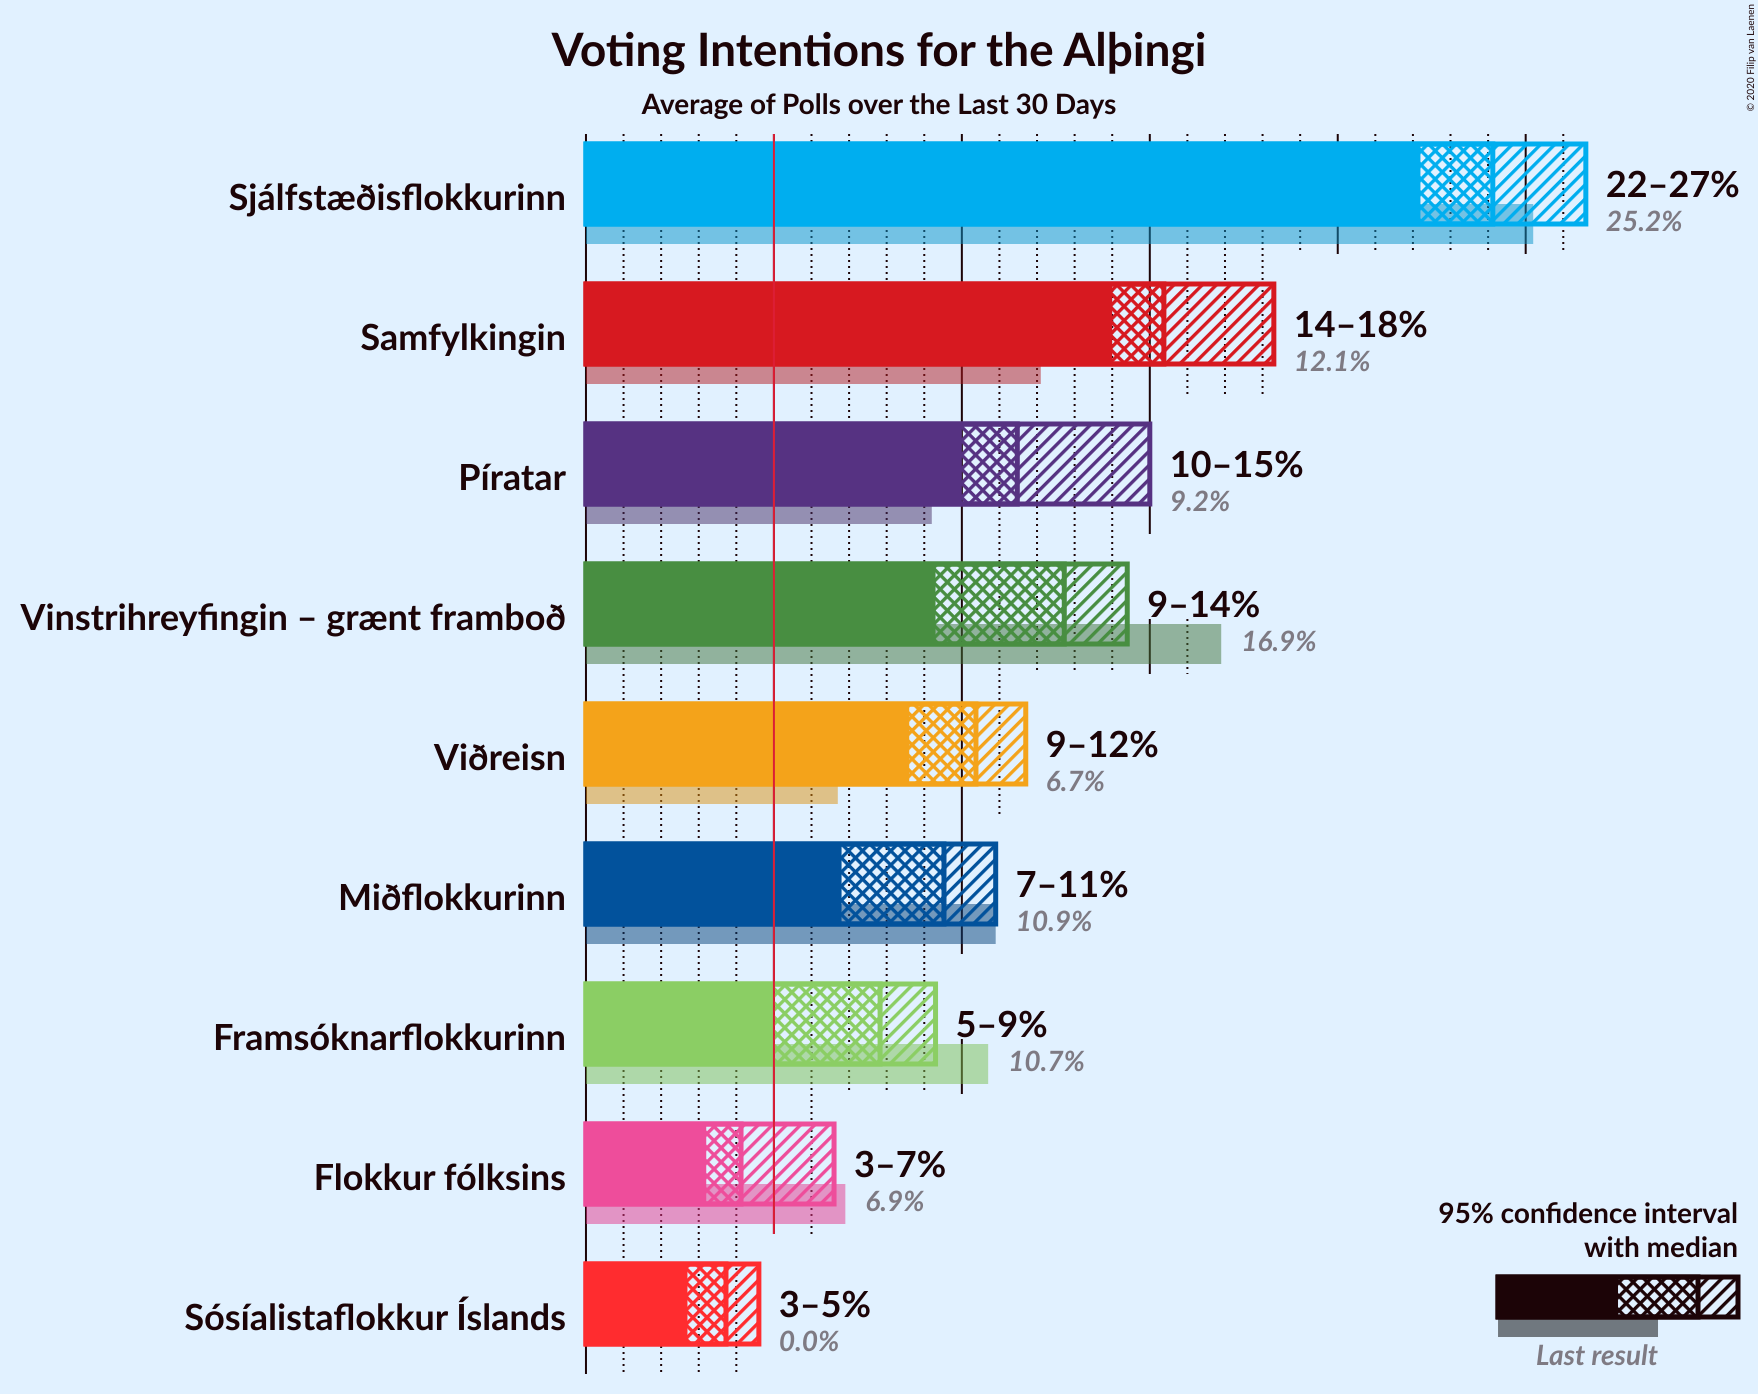 Voting Intentions for the Alþingi
Average of Polls over the Last 30 Days
© 2020 Filip van Laenen
Sjálfstæðisflokkurinn
22–27%
25.2%
Samfylkingin
14–18%
12.1%
Píratar
10–15%
9.2%
Vinstrihreyfingin – grænt framboð
9–14%
16.9%
Viðreisn
9–12%
6.7%
Miðflokkurinn
7–11%
10.9%
Framsóknarflokkurinn
5–9%
10.7%
Flokkur fólksins
3–7%
6.9%
Sósíalistaflokkur Íslands
3–5%
0.0%
95% confidence interval
with median
Last result